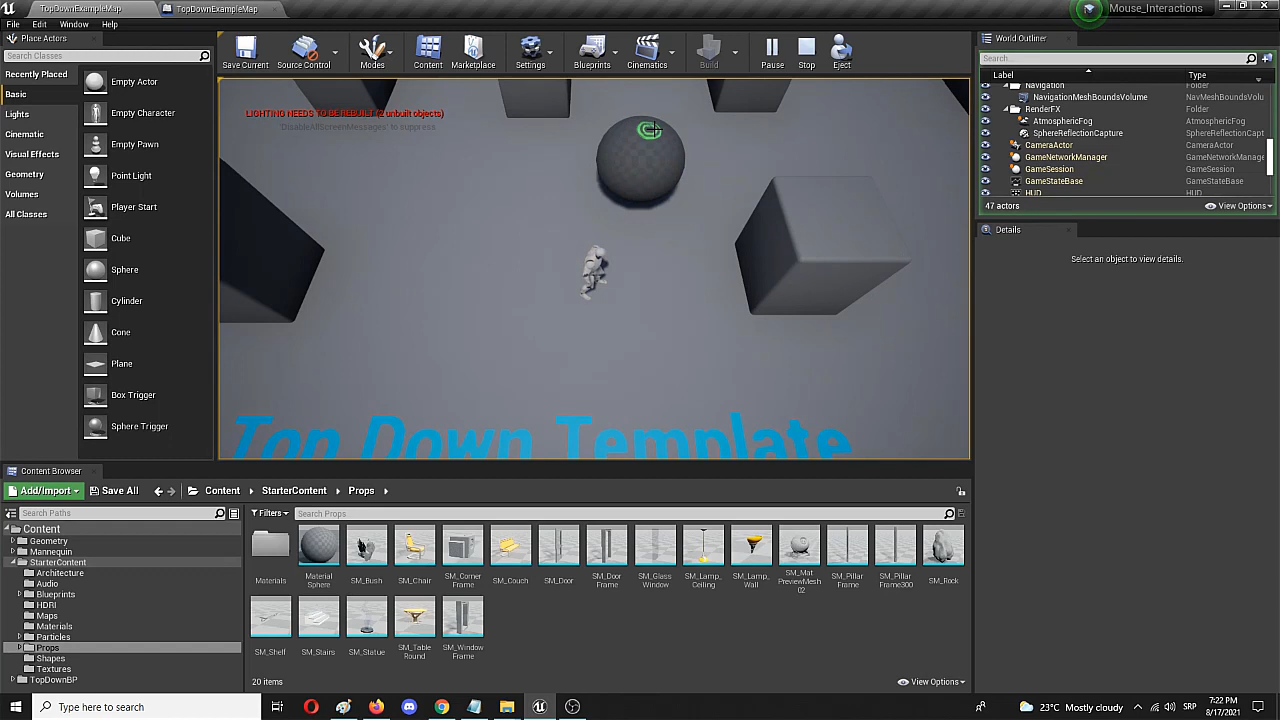 TopDownExampleMap
TopDownExampleMap
Mouse_Interactions
File Edit Window Help
Place Actors
Search Classes
Recently Placed
Basic
Lights
Cinematic
Visual Effects
Geometry
Volumes
All Classes
Empty Actor
Empty Character
Empty Pawn
Point Light
Player Start
Cube
Sphere
Cylinder
Cone
Plane
Box Trigger
Sphere Trigger
Save Current Source Control Modes Content Marketplace Settings Blueprints Cinematics Build Pause Stop Eject
LIGHTING NEEDS TO BE REBUILT (2 unbuilt objects)
'DisableAllScreenMessages' to suppress
Top Down Template
World Outliner
Search...
Label Type
Navigation Folder
NavigationMeshBoundsVolume NavMeshBoundsVolu
RenderFX Folder
AtmosphericFog AtmosphericFog
SphereReflectionCapture SphereReflectionCapt
CameraActor CameraActor
GameNetworkManager GameNetworkManage
GameSession GameSession
GameStateBase GameStateBase
HUD HUD
47 actors View Options
Details
Select an object to view details.
Content Browser
Add/Import Save All Content StarterContent Props
Search Paths
Filters Search Props
Content
Geometry
Mannequin
StarterContent
Architecture
Audio
Blueprints
HDRI
Maps
Materials
Particles
Props
Shapes
Textures
TopDownBP
Materials
Material
Sphere
SM_Bush
SM_Chair
SM_Corner
Frame
SM_Couch
SM_Door
SM_Door
Frame
SM_Glass
Window
SM_Lamp_
Ceiling
SM_Lamp_
Wall
SM_Mat
PreviewMesh
02
SM_Pillar
Frame
SM_Pillar
Frame300
SM_Rock
SM_Shelf
SM_Stairs
SM_Statue
SM_Table
Round
SM_Window
Frame
20 items View Options
Type here to search
23°C Mostly cloudy
SRP
7:22 PM
8/17/2021